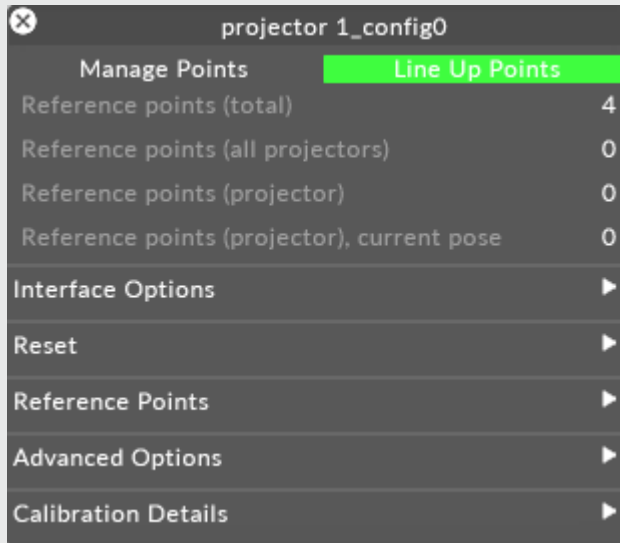 projector 1_config0
Manage Points Line Up Points
Reference points (total) 4
Reference points (all projectors) 0
Reference points (projector) 0
Reference points (projector), current pose 0
Interface Options
Reset
Reference Points
Advanced Options
Calibration Details